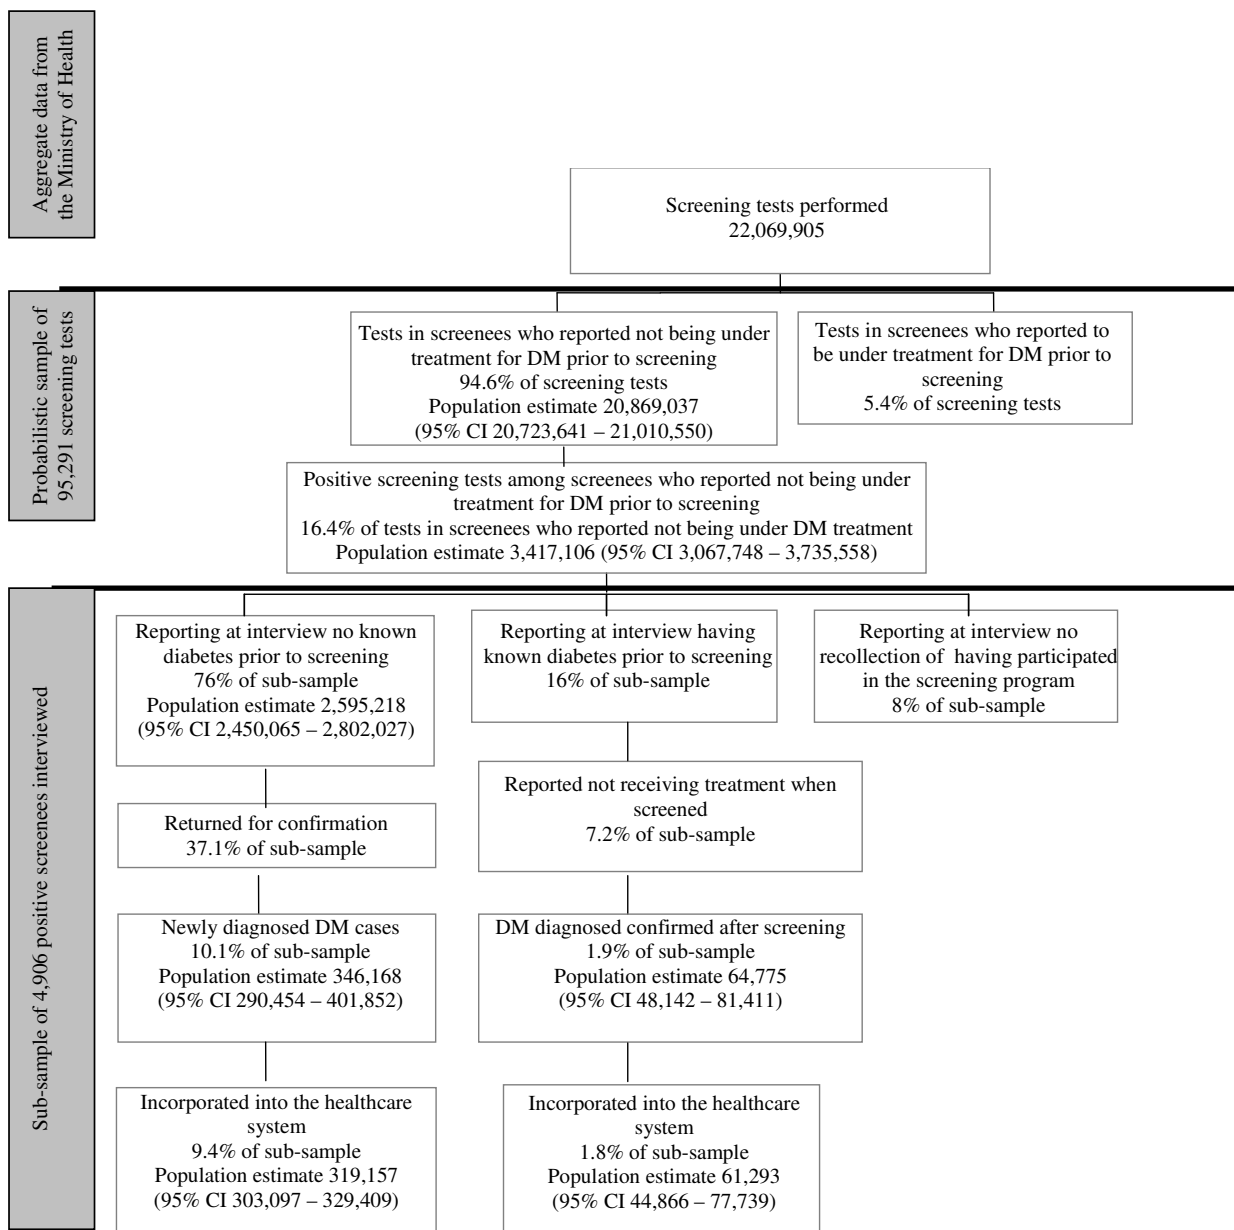 Aggregate data from
the Ministry of Health
Screening tests performed
22,069,905
Probabilistic sample of
95,291 screening tests
Tests in screenees who reported not being under
treatment for DM prior to screening
94.6% of screening tests
Population estimate 20,869,037
(95% CI 20,723,641 – 21,010,550)
Tests in screenees who reported to
be under treatment for DM prior to
screening
5.4% of screening tests
Positive screening tests among screenees who reported not being under
treatment for DM prior to screening
16.4% of tests in screenees who reported not being under DM treatment
Population estimate 3,417,106 (95% CI 3,067,748 – 3,735,558)
Sub-sample of 4,906 positive screenees interviewed
Reporting at interview no known
diabetes prior to screening
76% of sub-sample
Population estimate 2,595,218
(95% CI 2,450,065 – 2,802,027)
Reporting at interview having
known diabetes prior to screening
16% of sub-sample
Reporting at interview no
recollection of having participated
in the screening program
8% of sub-sample
Returned for confirmation
37.1% of sub-sample
Reported not receiving treatment when
screened
7.2% of sub-sample
Newly diagnosed DM cases
10.1% of sub-sample
Population estimate 346,168
(95% CI 290,454 – 401,852)
DM diagnosed confirmed after screening
1.9% of sub-sample
Population estimate 64,775
(95% CI 48,142 – 81,411)
Incorporated into the healthcare
system
9.4% of sub-sample
Population estimate 319,157
(95% CI 303,097 – 329,409)
Incorporated into the healthcare
system
1.8% of sub-sample
Population estimate 61,293
(95% CI 44,866 – 77,739)